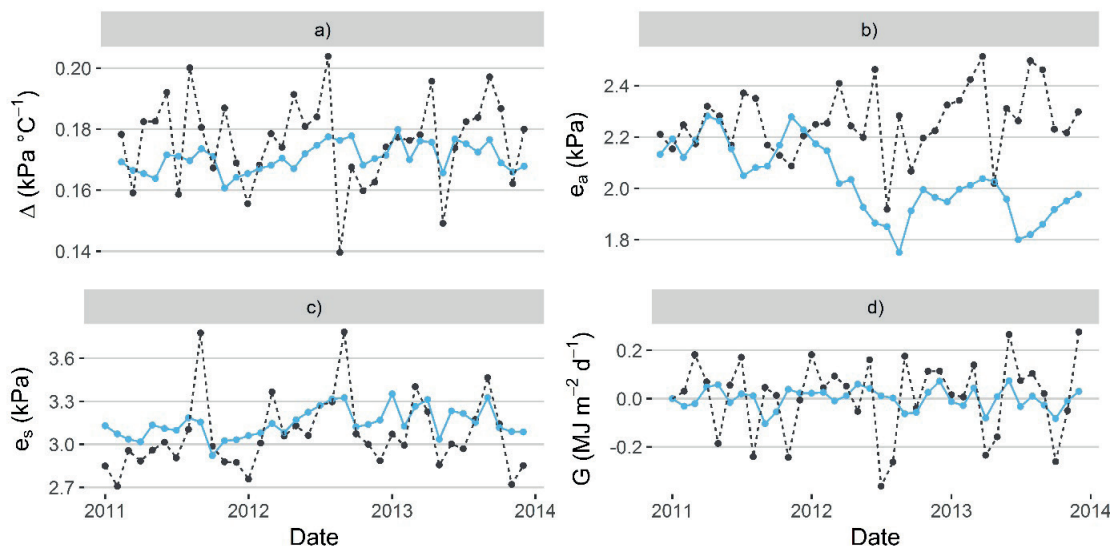 a)
b)
Δ (kPa °C⁻¹)
0.20
0.18
0.16
0.14
eₐ (kPa)
2.4
2.2
2.0
1.8
c)
d)
eₛ (kPa)
3.6
3.3
3.0
2.7
G (MJ m⁻² d⁻¹)
0.2
0.0
-0.2
2011 2012 2013 2014
2011 2012 2013 2014
Date
Date